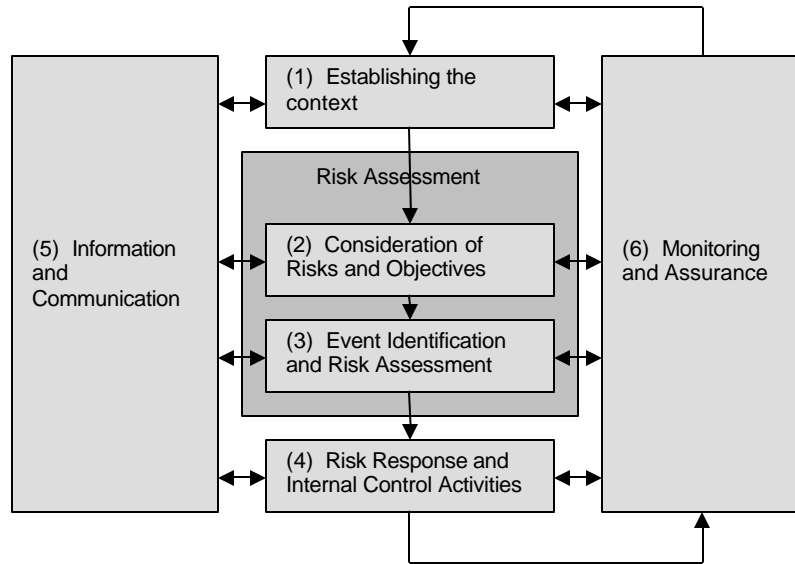 (1) Establishing the
context
Risk Assessment
(2) Consideration of
Risks and Objectives
(3) Event Identification
and Risk Assessment
(4) Risk Response and
Internal Control Activities
(5) Information
and
Communication
(6) Monitoring
and Assurance